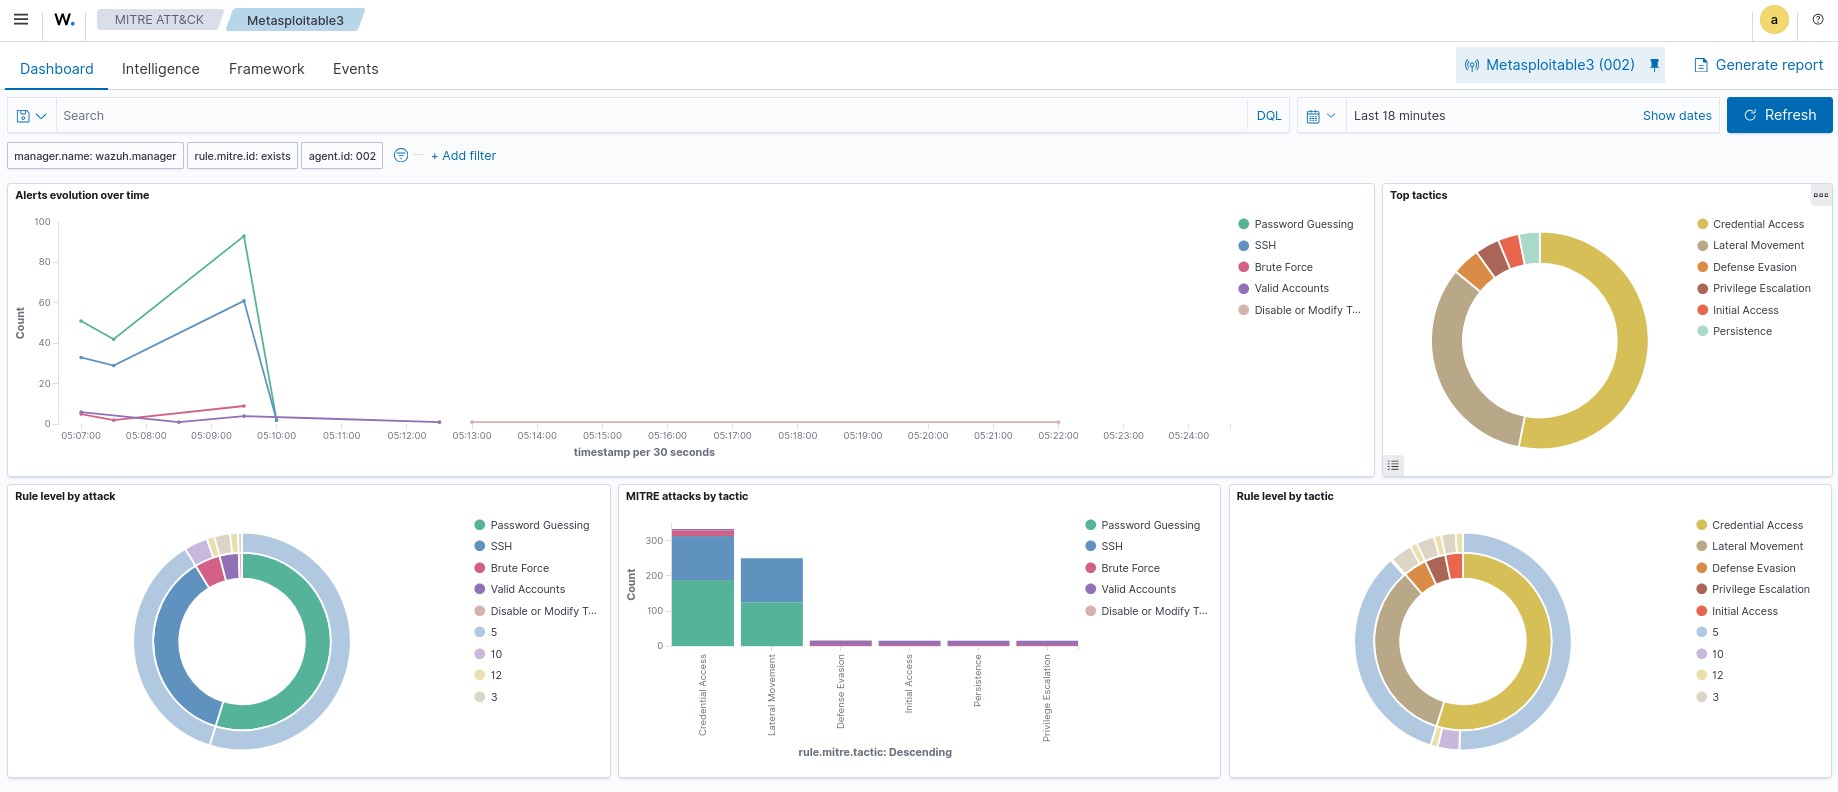 W.
MITRE ATT&CK
Metasploitable3
a
Dashboard
Intelligence
Framework
Events
Metasploitable3 (002)
Generate report
Search
DQL
Last 18 minutes
Show dates
Refresh
manager.name: wazuh.manager
rule.mitre.id: exists
agent.id: 002
+ Add filter
Alerts evolution over time
100
80
60
40
20
0
Count
05:07:00
05:08:00
05:09:00
05:10:00
05:11:00
05:12:00
05:13:00
05:14:00
05:15:00
05:16:00
05:17:00
05:18:00
05:19:00
05:20:00
05:21:00
05:22:00
05:23:00
05:24:00
timestamp per 30 seconds
Password Guessing
SSH
Brute Force
Valid Accounts
Disable or Modify T...
Top tactics
Credential Access
Lateral Movement
Defense Evasion
Privilege Escalation
Initial Access
Persistence
Rule level by attack
Password Guessing
SSH
Brute Force
Valid Accounts
Disable or Modify T...
5
10
12
3
MITRE attacks by tactic
300
200
100
0
Count
Credential Access
Lateral Movement
Defense Evasion
Initial Access
Persistence
Privilege Escalation
rule.mitre.tactic: Descending
Password Guessing
SSH
Brute Force
Valid Accounts
Disable or Modify T...
Rule level by tactic
Credential Access
Lateral Movement
Defense Evasion
Privilege Escalation
Initial Access
5
10
12
3